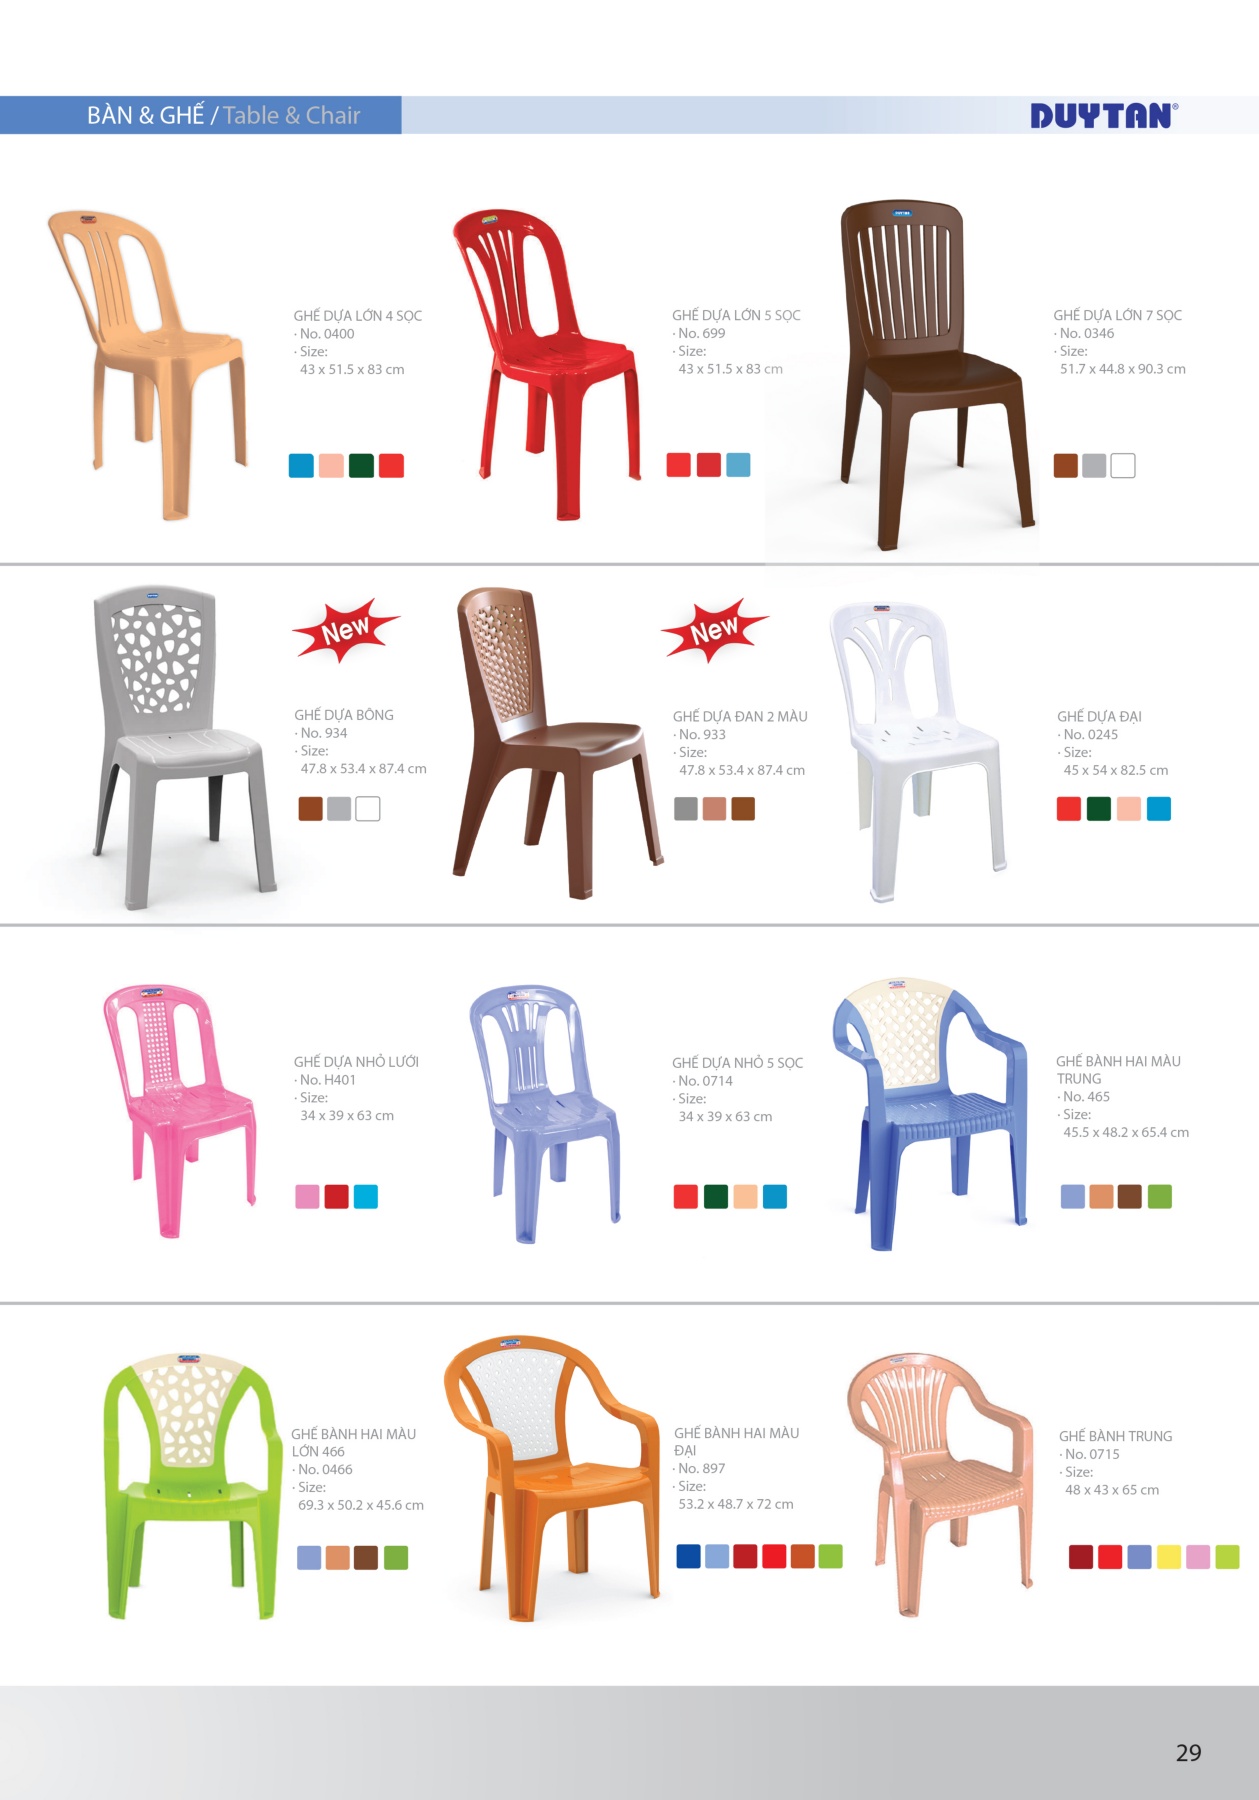 BÀN & GHẾ / Table & Chair
DUYTAN®
GHẾ DỰA LỚN 4 SỌC
· No. 0400
· Size:
43 x 51.5 x 83 cm
GHẾ DỰA LỚN 5 SỌC
· No. 699
· Size:
43 x 51.5 x 83 cm
DUYTAN
GHẾ DỰA LỚN 7 SỌC
· No. 0346
· Size:
51.7 x 44.8 x 90.3 cm
New
GHẾ DỰA BÔNG
· No. 934
· Size:
47.8 x 53.4 x 87.4 cm
New
GHẾ DỰA ĐAN 2 MÀU
· No. 933
· Size:
47.8 x 53.4 x 87.4 cm
GHẾ DỰA ĐẠI
· No. 0245
· Size:
45 x 54 x 82.5 cm
GHẾ DỰA NHỎ LƯỚI
· No. H401
· Size:
34 x 39 x 63 cm
GHẾ DỰA NHỎ 5 SỌC
· No. 0714
· Size:
34 x 39 x 63 cm
GHẾ BÀNH HAI MÀU
TRUNG
· No. 465
· Size:
45.5 x 48.2 x 65.4 cm
GHẾ BÀNH HAI MÀU
LỚN 466
· No. 0466
· Size:
69.3 x 50.2 x 45.6 cm
GHẾ BÀNH HAI MÀU
ĐẠI
· No. 897
· Size:
53.2 x 48.7 x 72 cm
GHẾ BÀNH TRUNG
· No. 0715
· Size:
48 x 43 x 65 cm
29